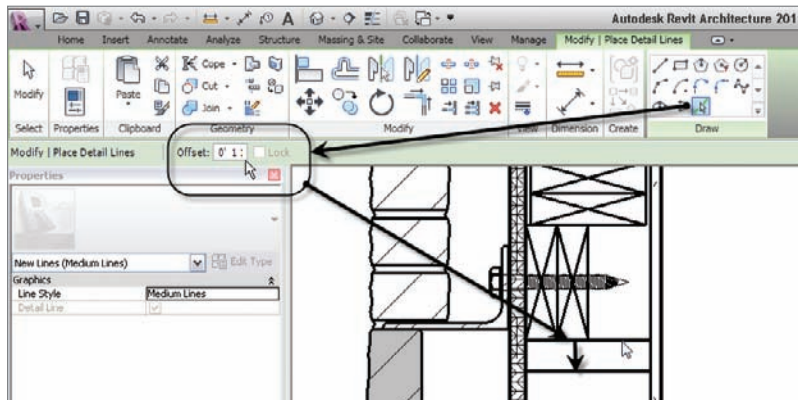 Autodesk Revit Architecture 201
Home Insert Annotate Analyze Structure Massing & Site Collaborate View Manage Modify | Place Detail Lines
Modify Paste Cope Cut Join
Select Properties Clipboard Geometry Modify View Dimension Create Draw
Modify | Place Detail Lines Offset: 0' 1 Lock
Properties
New Lines (Medium Lines) Edit Type
Graphics
Line Style Medium Lines
Detail Line